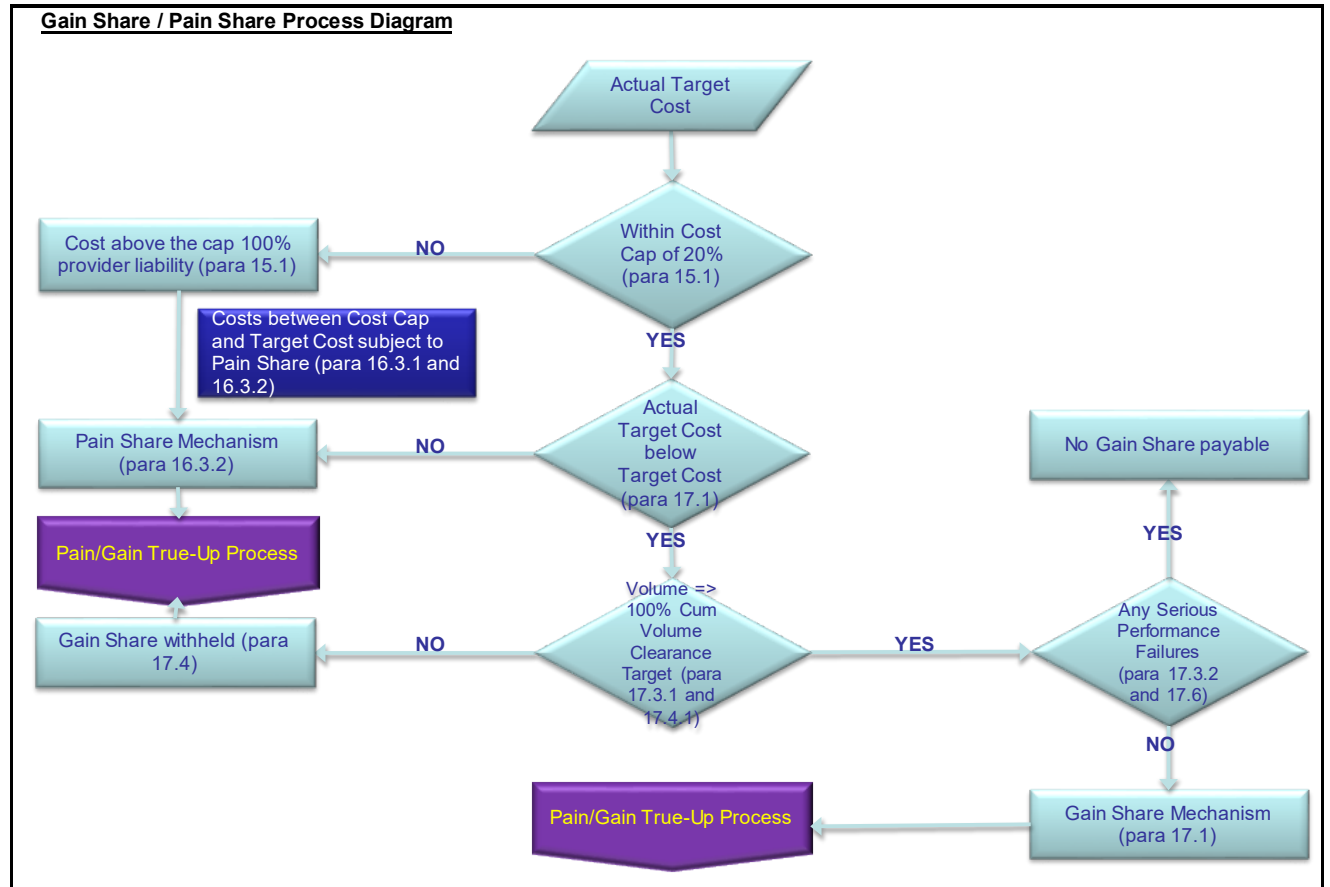 Gain Share / Pain Share Process Diagram
Actual Target
Cost
Within Cost
Cap of 20%
(para 15.1)
NO
Cost above the cap 100%
provider liability (para 15.1)
Costs between Cost Cap
and Target Cost subject to
Pain Share (para 16.3.1 and
16.3.2)
YES
Actual
Target Cost
below
Target Cost
(para 17.1)
NO
Pain Share Mechanism
(para 16.3.2)
No Gain Share payable
Pain/Gain True-Up Process
YES
YES
Volume =>
100% Cum
Volume
Clearance
Target (para
17.3.1 and
17.4.1)
NO
Gain Share withheld (para
17.4)
YES
Any Serious
Performance
Failures
(para 17.3.2
and 17.6)
NO
Gain Share Mechanism
(para 17.1)
Pain/Gain True-Up Process